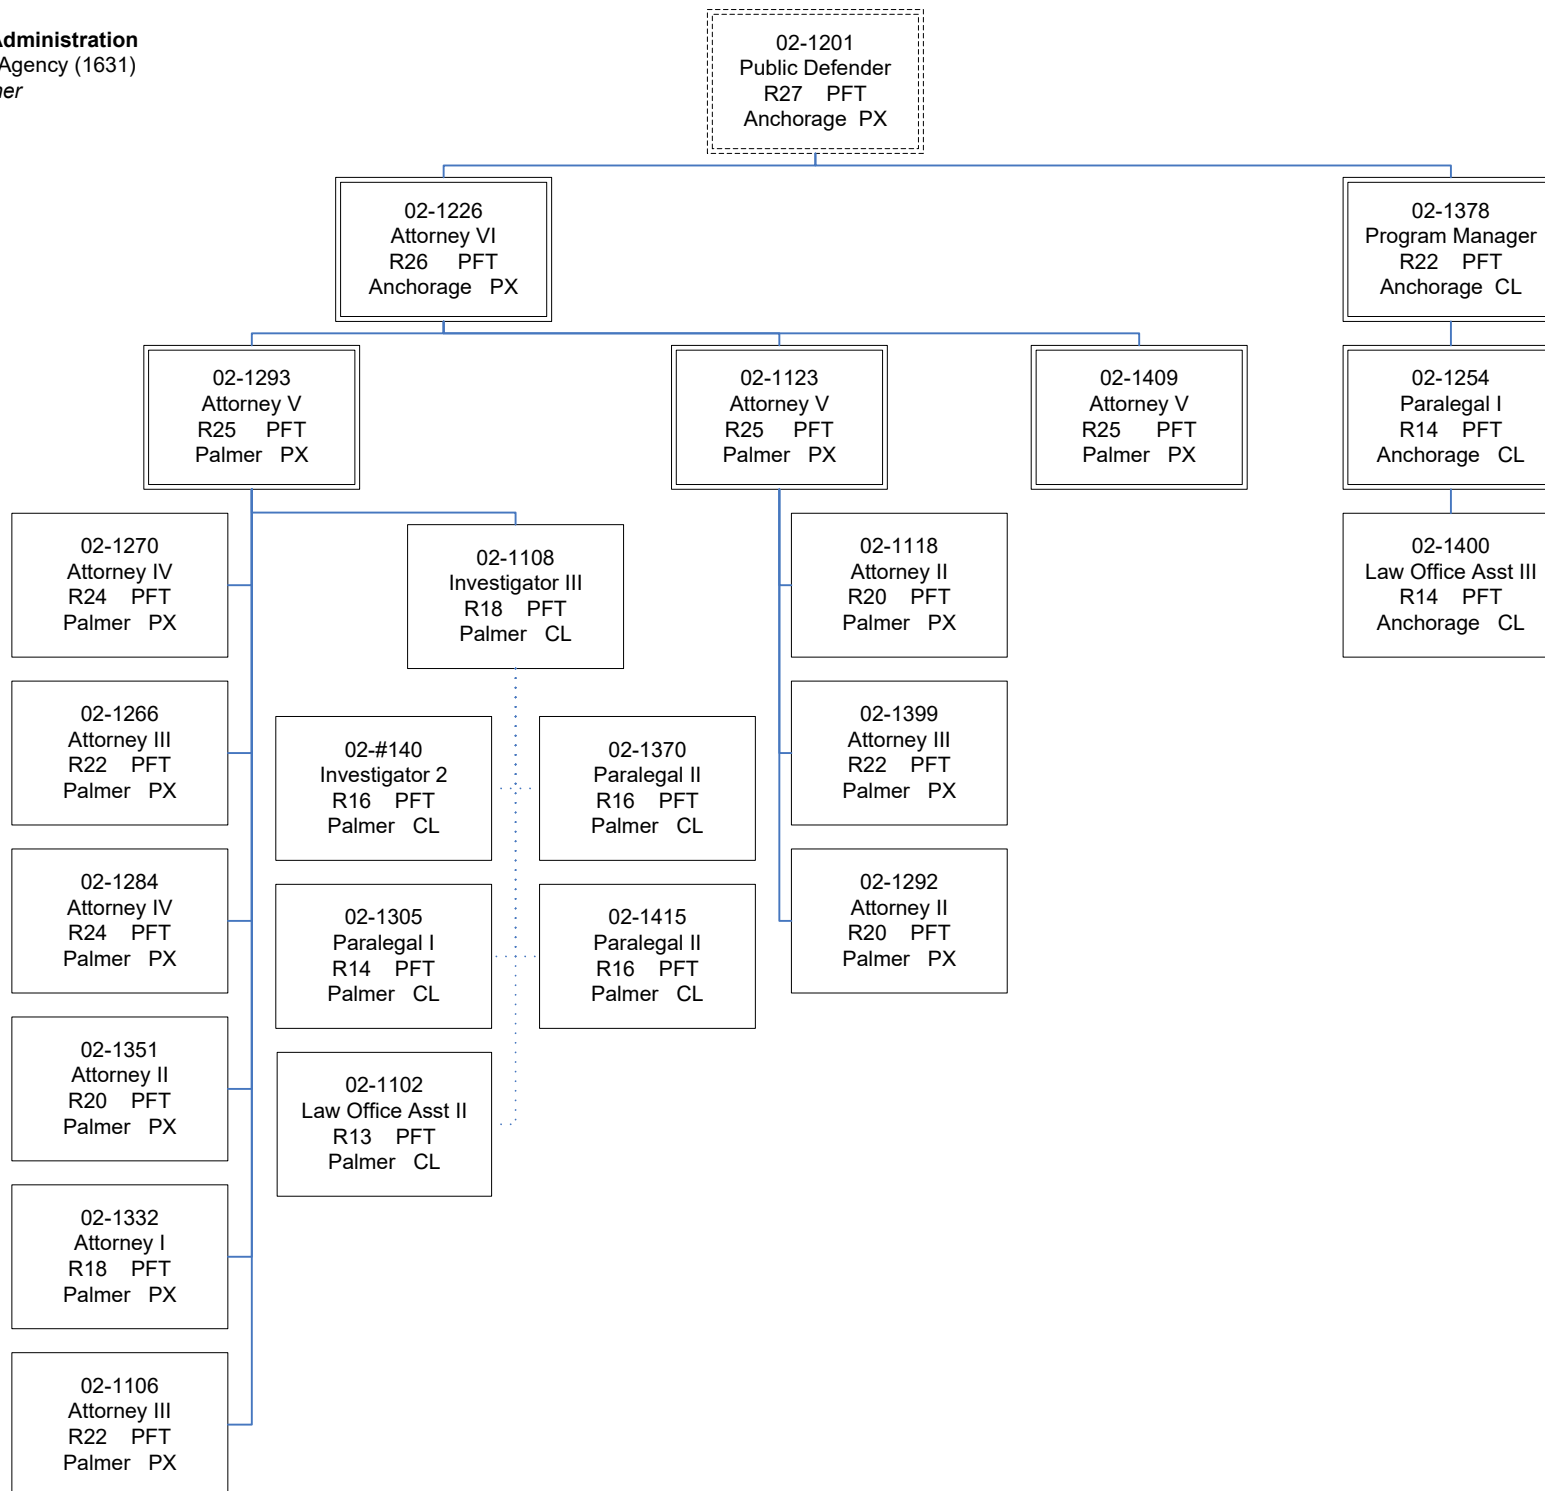 Administration
Agency (1631)
02-1201
Public Defender
R27 PFT
Anchorage PX
02-1226
Attorney VI
R26 PFT
Anchorage PX
02-1378
Program Manager
R22 PFT
Anchorage CL
02-1293
Attorney V
R25 PFT
Palmer PX
02-1123
Attorney V
R25 PFT
Palmer PX
02-1409
Attorney V
R25 PFT
Palmer PX
02-1254
Paralegal I
R14 PFT
Anchorage CL
02-1270
Attorney IV
R24 PFT
Palmer PX
02-1108
Investigator III
R18 PFT
Palmer CL
02-1118
Attorney II
R20 PFT
Palmer PX
02-1400
Law Office Asst III
R14 PFT
Anchorage CL
02-1266
Attorney III
R22 PFT
Palmer PX
02-#140
Investigator 2
R16 PFT
Palmer CL
02-1370
Paralegal II
R16 PFT
Palmer CL
02-1399
Attorney III
R22 PFT
Palmer PX
02-1284
Attorney IV
R24 PFT
Palmer PX
02-1305
Paralegal I
R14 PFT
Palmer CL
02-1415
Paralegal II
R16 PFT
Palmer CL
02-1292
Attorney II
R20 PFT
Palmer PX
02-1351
Attorney II
R20 PFT
Palmer PX
02-1102
Law Office Asst II
R13 PFT
Palmer CL
02-1332
Attorney I
R18 PFT
Palmer PX
02-1106
Attorney III
R22 PFT
Palmer PX